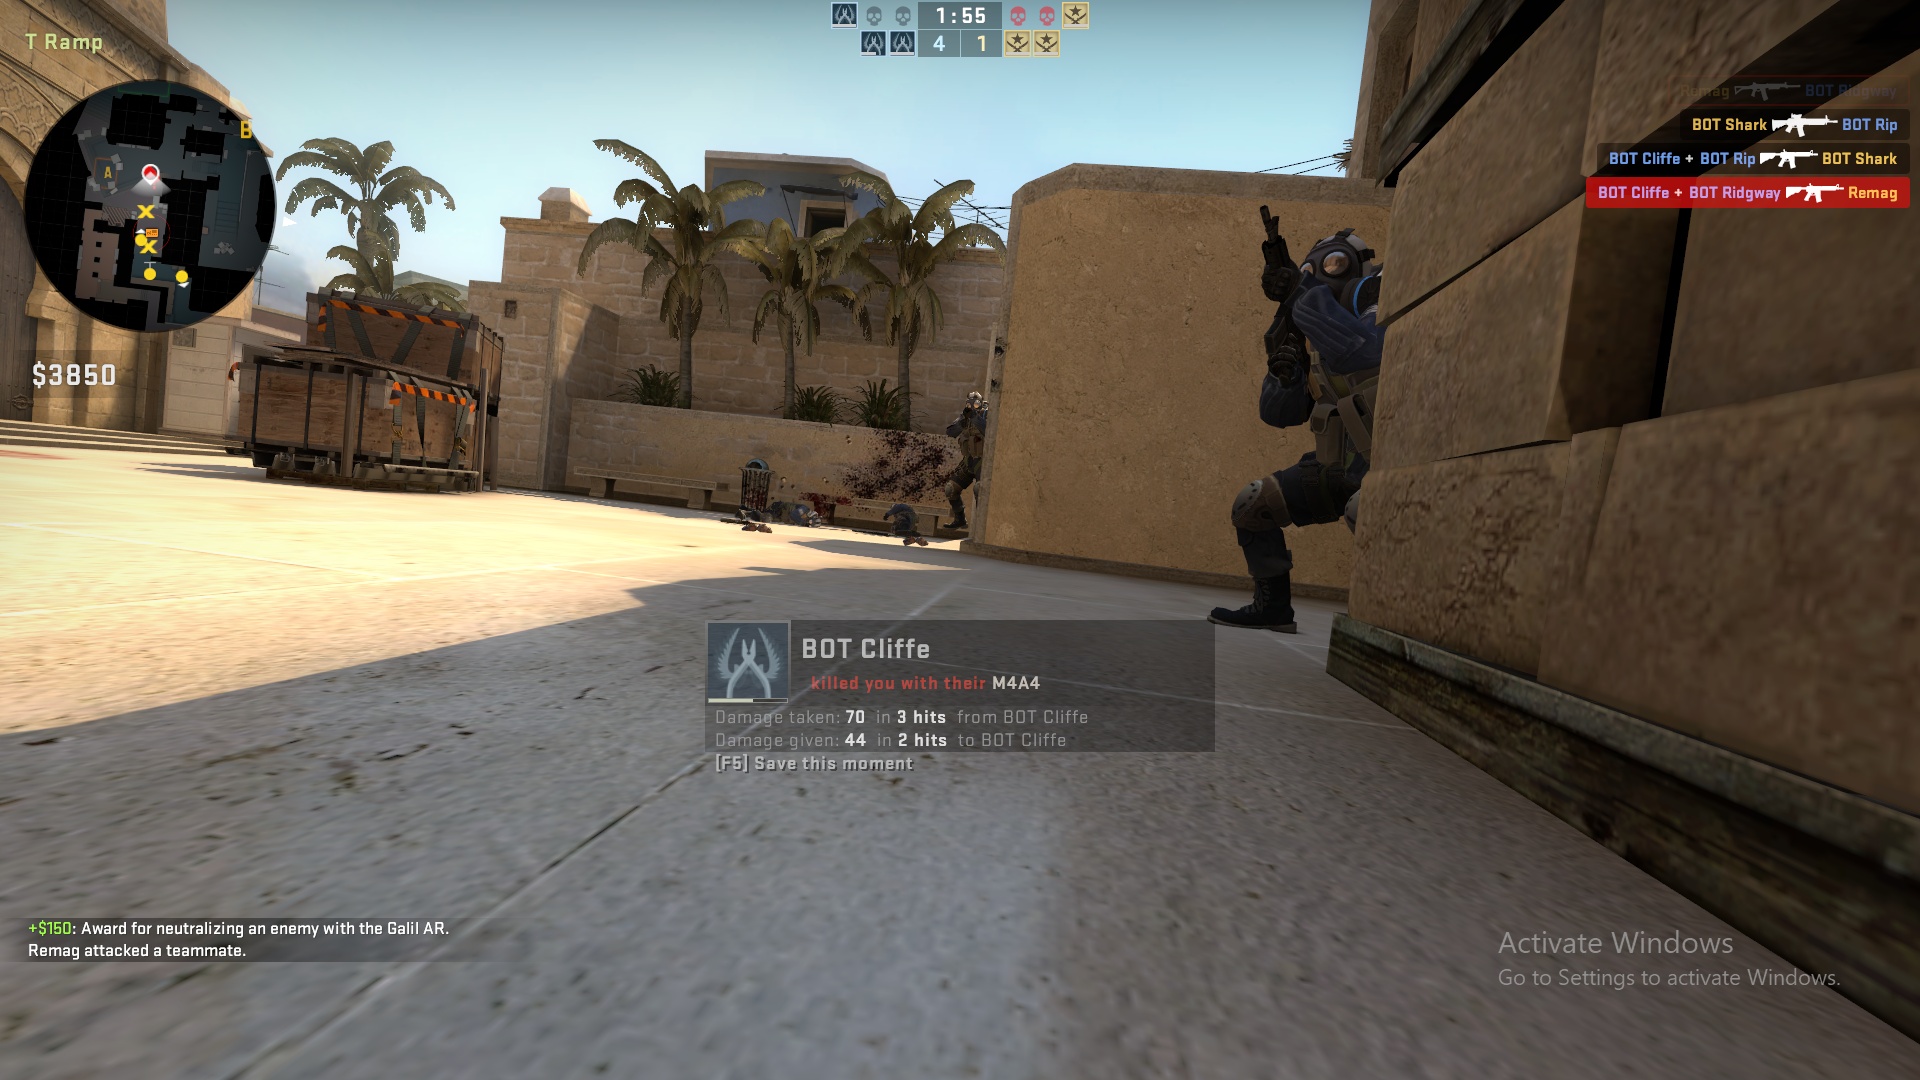 1:55
4 1
T Ramp
B
A
Remag BOT Ridgway
BOT Shark BOT Rip
BOT Cliffe + BOT Rip BOT Shark
BOT Cliffe + BOT Ridgway Remag
$3850
BOT Cliffe
killed you with their M4A4
Damage taken: 70 in 3 hits from BOT Cliffe
Damage given: 44 in 2 hits to BOT Cliffe
[F5] Save this moment
+$150: Award for neutralizing an enemy with the Galil AR.
Remag attacked a teammate.
Activate Windows
Go to Settings to activate Windows.